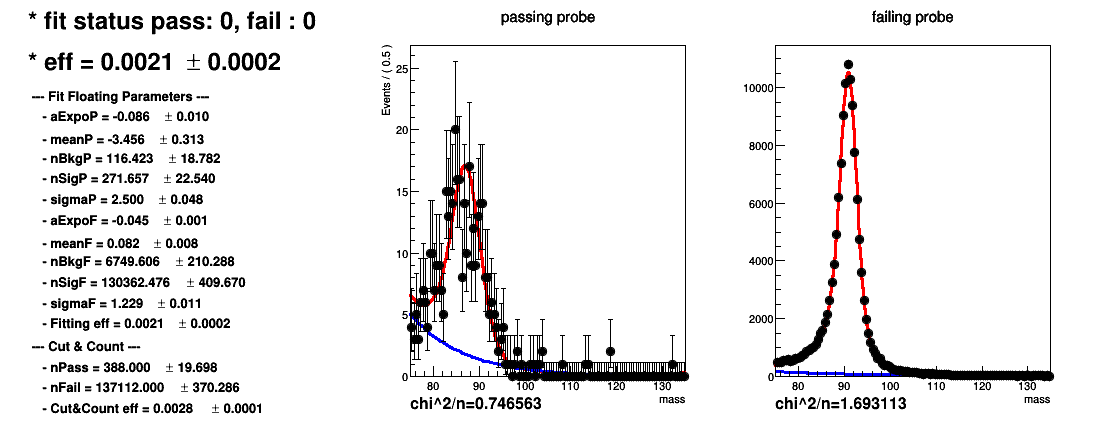 * fit status pass: 0, fail : 0
* eff = 0.0021 ± 0.0002
--- Fit Floating Parameters ---
- aExpoP = -0.086 ± 0.010
- meanP = -3.456 ± 0.313
- nBkgP = 116.423 ± 18.782
- nSigP = 271.657 ± 22.540
- sigmaP = 2.500 ± 0.048
- aExpoF = -0.045 ± 0.001
- meanF = 0.082 ± 0.008
- nBkgF = 6749.606 ± 210.288
- nSigF = 130362.476 ± 409.670
- sigmaF = 1.229 ± 0.011
- Fitting eff = 0.0021 ± 0.0002
--- Cut & Count ---
- nPass = 388.000 ± 19.698
- nFail = 137112.000 ± 370.286
- Cut&Count eff = 0.0028 ± 0.0001
passing probe
Events / ( 0.5 )
25
20
15
10
5
0
80 90 100 110 120 130
mass
chi^2/n=0.746563
failing probe
10000
8000
6000
4000
2000
0
80 90 100 110 120 130
mass
chi^2/n=1.693113